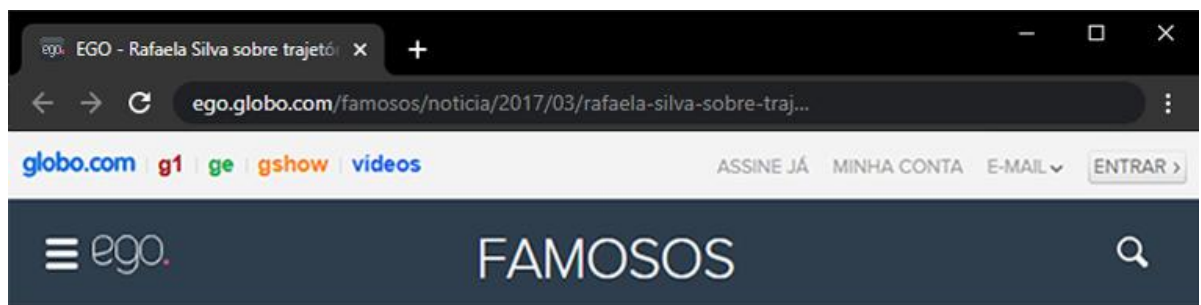 ego. EGO - Rafaela Silva sobre trajetó
ego.globo.com/famosos/noticia/2017/03/rafaela-silva-sobre-traj...
globo.com g1 ge gshow vídeos ASSINE JÁ MINHA CONTA E-MAIL ENTRAR
ego. FAMOSOS